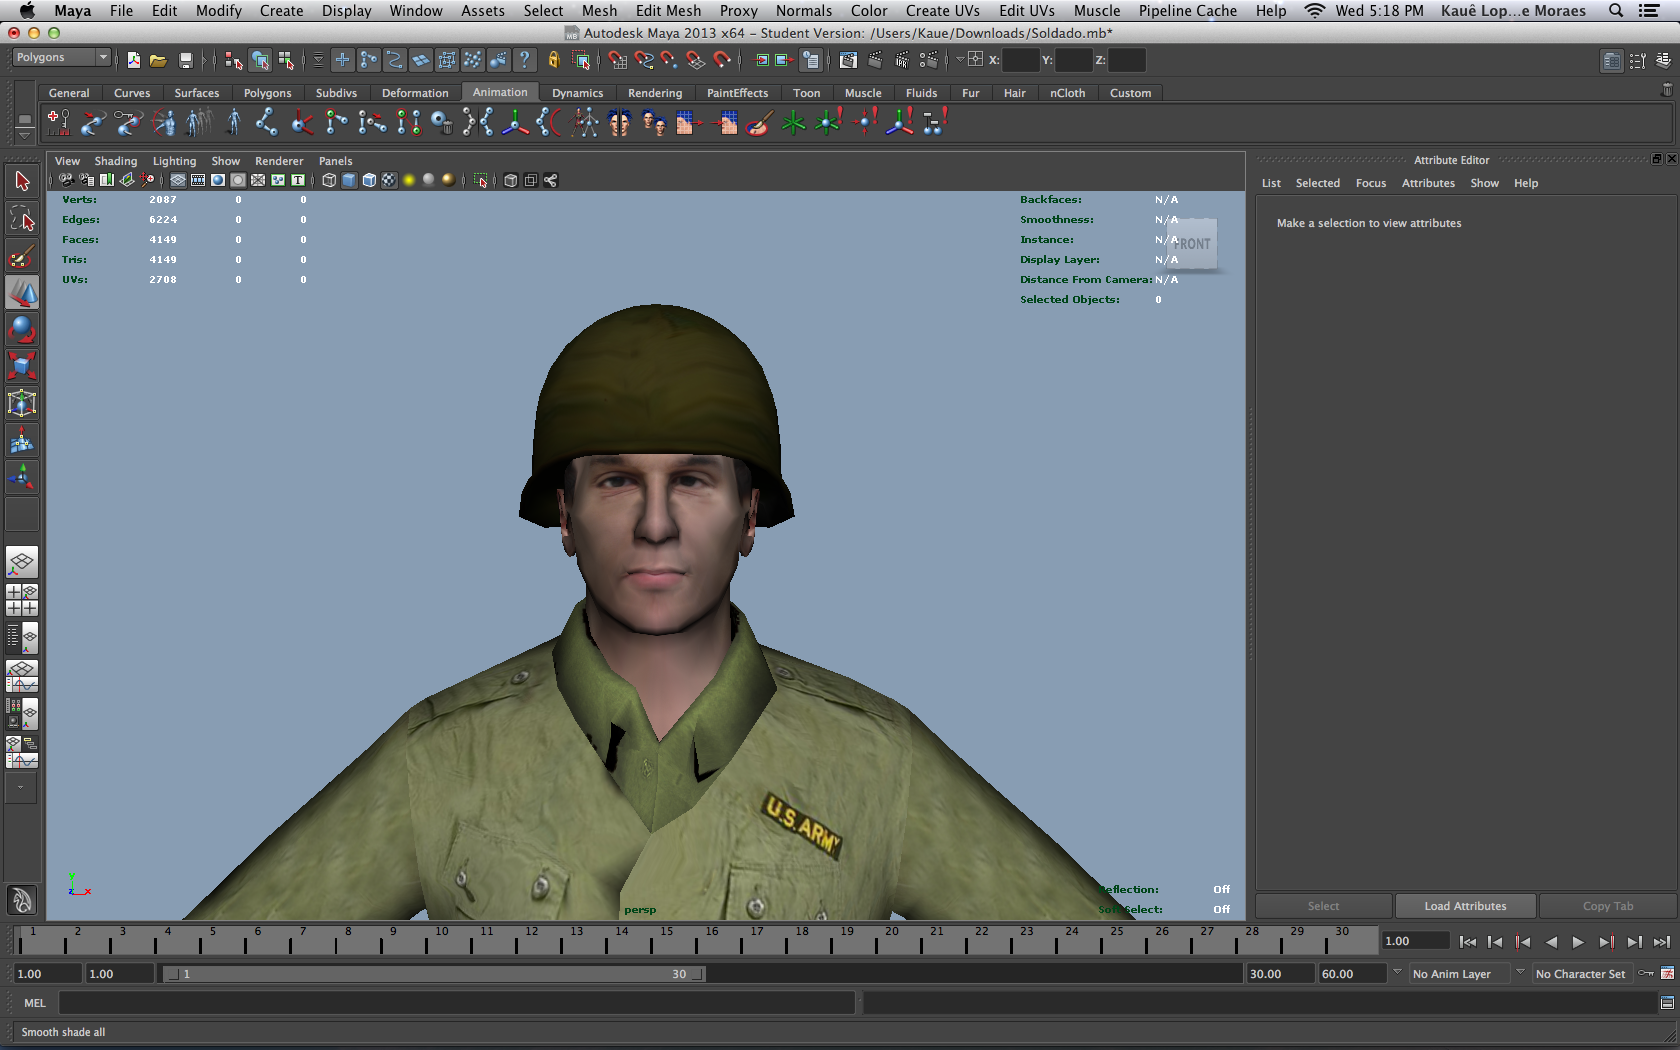 Maya File Edit Modify Create Display Window Assets Select Mesh Edit Mesh Proxy Normals Color Create UVs Edit UVs Muscle Pipeline Cache Help Wed 5:18 PM Kauê Lop...e Moraes
Autodesk Maya 2013 x64 – Student Version: /Users/Kaue/Downloads/Soldado.mb*
Polygons X: Y: Z:
General Curves Surfaces Polygons Subdivs Deformation Animation Dynamics Rendering PaintEffects Toon Muscle Fluids Fur Hair nCloth Custom
View Shading Lighting Show Renderer Panels
Attribute Editor
List Selected Focus Attributes Show Help
Make a selection to view attributes
Verts: 2087 0 0
Edges: 6224 0 0
Faces: 4149 0 0
Tris: 4149 0 0
UVs: 2708 0 0
Backfaces: N/A
Smoothness: N/A
Instance: N/A
Display Layer: N/A
Distance From Camera: N/A
Selected Objects: 0
FRONT
U.S. ARMY
Reflection: Off
Soft Select: Off
persp
Select Load Attributes Copy Tab
1 2 3 4 5 6 7 8 9 10 11 12 13 14 15 16 17 18 19 20 21 22 23 24 25 26 27 28 29 30 1.00
1.00 1.00 1 30 30.00 60.00 No Anim Layer No Character Set
MEL
Smooth shade all